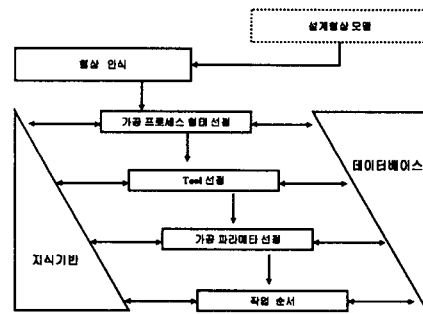 설계형상 모델
형상 인식
가공 프로세스 형태 선정
데이터베이스
Tool 선정
가공 파라메타 선정
지식기반
작업 순서